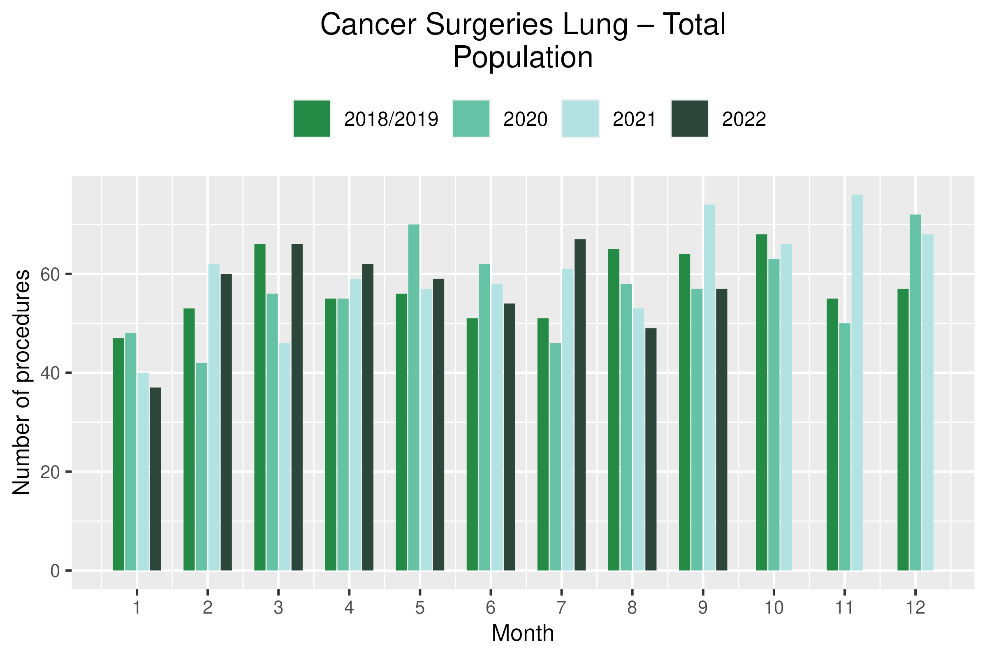 Cancer Surgeries Lung – Total
Population
2018/2019 2020 2021 2022
Number of procedures
60
40
20
0
1 2 3 4 5 6 7 8 9 10 11 12
Month